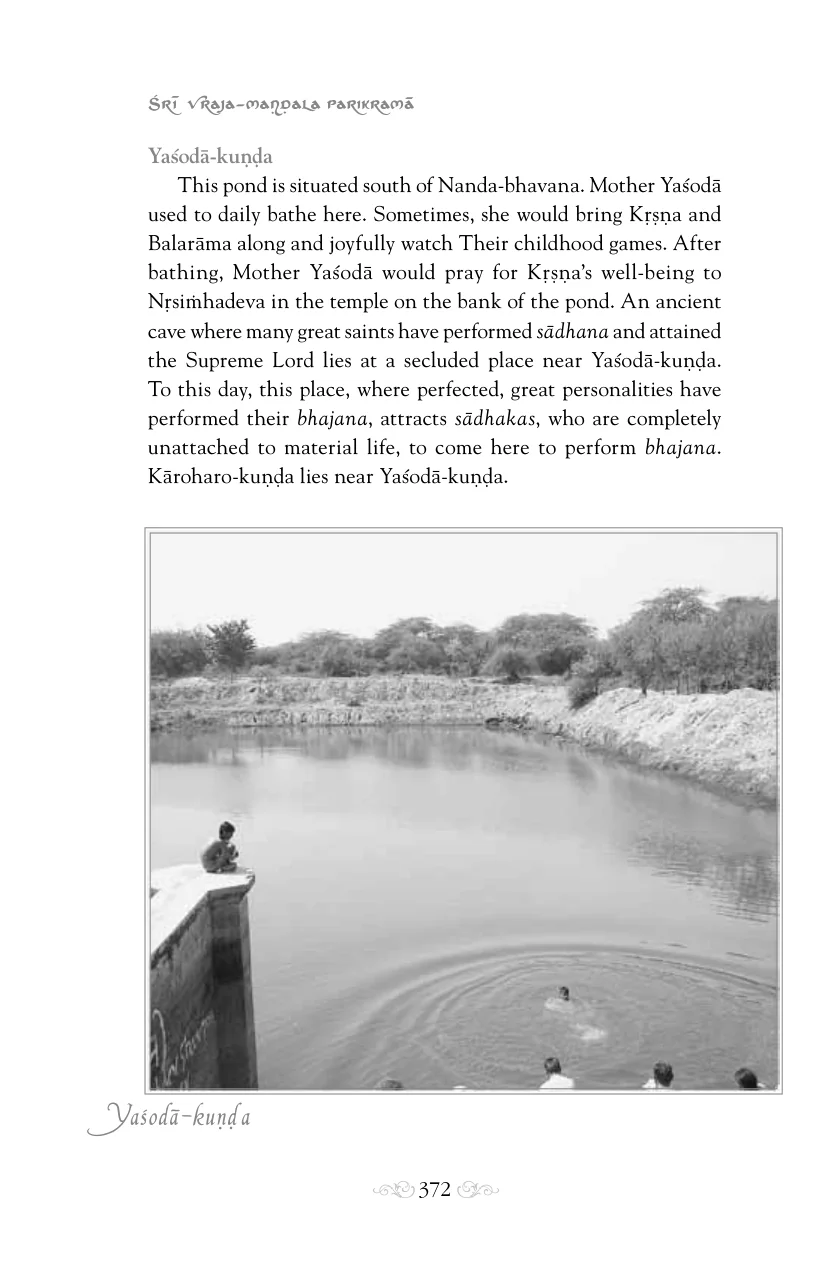 Śrī Vraja-maṇḍala Parikramā
Yaśodā-kuṇḍa
This pond is situated south of Nanda-bhavana. Mother Yaśodā
used to daily bathe here. Sometimes, she would bring Kṛṣṇa and
Balarāma along and joyfully watch Their childhood games. After
bathing, Mother Yaśodā would pray for Kṛṣṇa’s well-being to
Nṛsiṁhadeva in the temple on the bank of the pond. An ancient
cave where many great saints have performed sādhana and attained
the Supreme Lord lies at a secluded place near Yaśodā-kuṇḍa.
To this day, this place, where perfected, great personalities have
performed their bhajana, attracts sādhakas, who are completely
unattached to material life, to come here to perform bhajana.
Kāroharo-kuṇḍa lies near Yaśodā-kuṇḍa.
Yaśodā-kuṇḍa
372